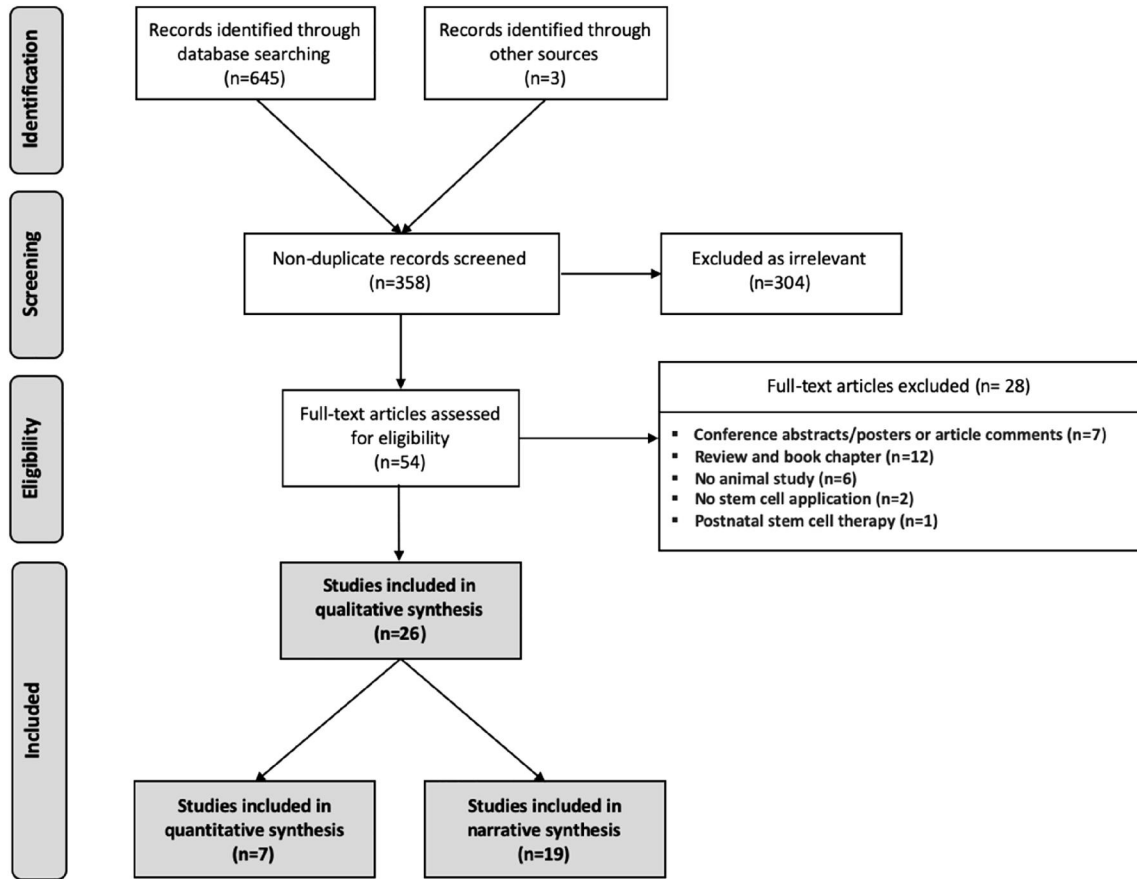 Identification
Records identified through
database searching
(n=645)
Records identified through
other sources
(n=3)
Screening
Non-duplicate records screened
(n=358)
Excluded as irrelevant
(n=304)
Eligibility
Full-text articles assessed
for eligibility
(n=54)
Full-text articles excluded (n= 28)
▪ Conference abstracts/posters or article comments (n=7)
▪ Review and book chapter (n=12)
▪ No animal study (n=6)
▪ No stem cell application (n=2)
▪ Postnatal stem cell therapy (n=1)
Included
Studies included in
qualitative synthesis
(n=26)
Studies included in
quantitative synthesis
(n=7)
Studies included in
narrative synthesis
(n=19)